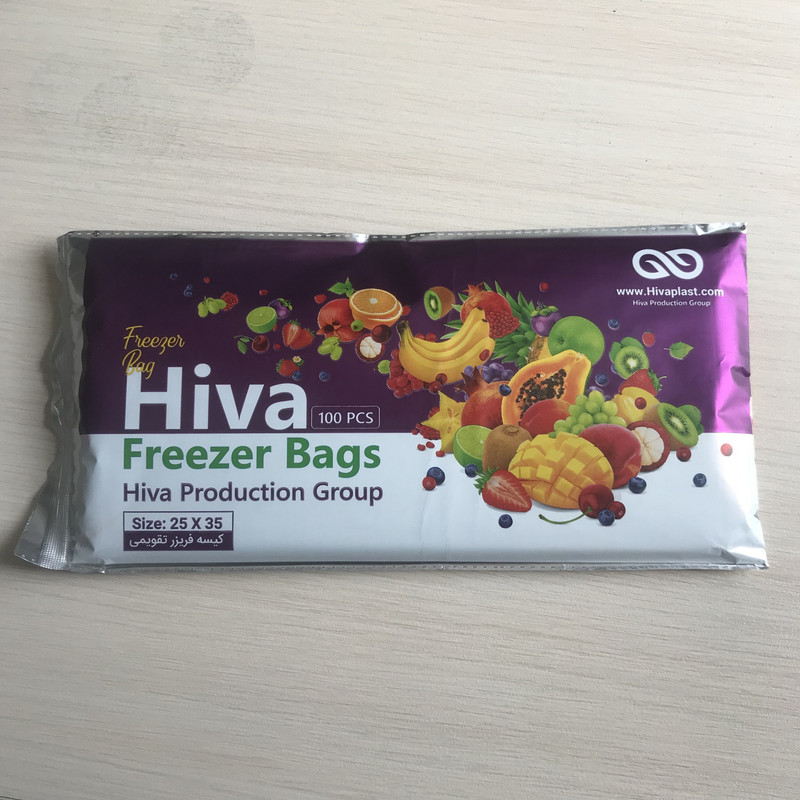 www.Hivaplast.com
Hiva Production Group
Freezer
Bag
Hiva
100 PCS
Freezer Bags
Hiva Production Group
Size: 25 X 35
کیسه فریزر تقویمی